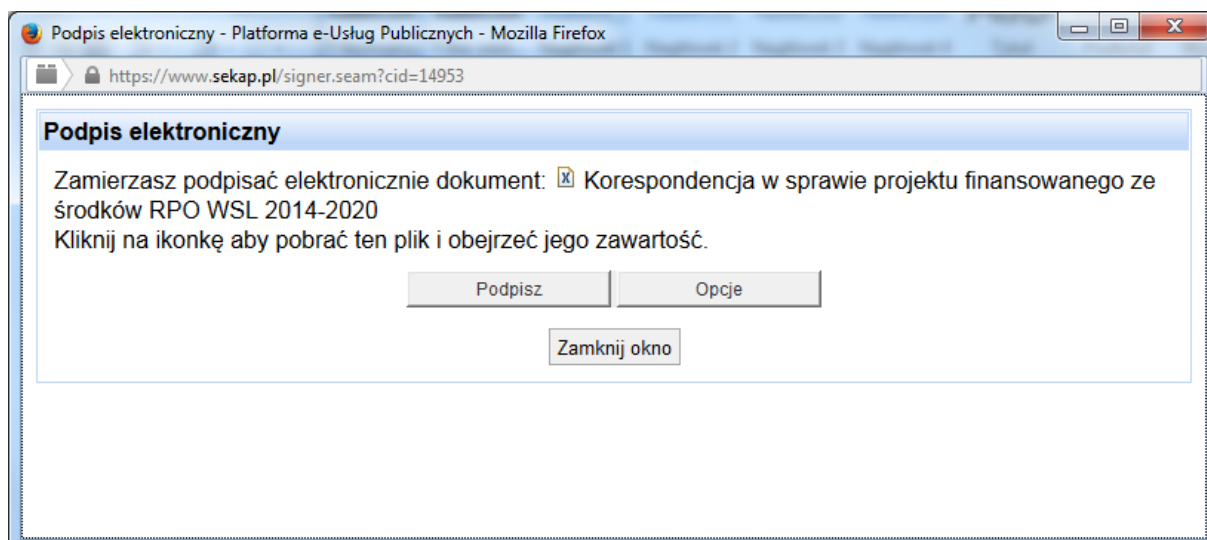 Podpis elektroniczny - Platforma e-Usług Publicznych - Mozilla Firefox
https://www.sekap.pl/signer.seam?cid=14953
Podpis elektroniczny
Zamierzasz podpisać elektronicznie dokument: Korespondencja w sprawie projektu finansowanego ze
środków RPO WSL 2014-2020
Kliknij na ikonkę aby pobrać ten plik i obejrzeć jego zawartość.
Podpisz Opcje
Zamknij okno